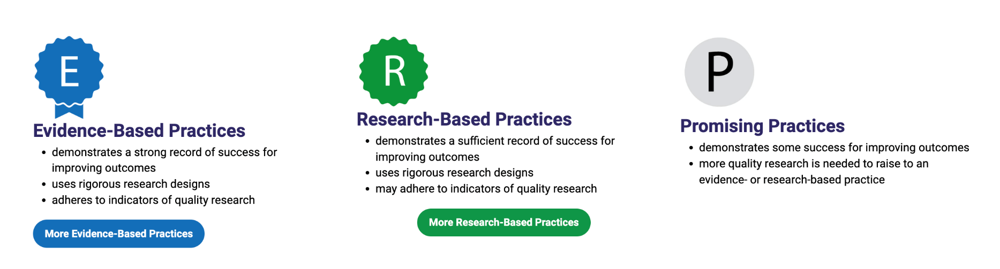 E
Evidence-Based Practices
• demonstrates a strong record of success for
improving outcomes
• uses rigorous research designs
• adheres to indicators of quality research
More Evidence-Based Practices
R
Research-Based Practices
• demonstrates a sufficient record of success for
improving outcomes
• uses rigorous research designs
• may adhere to indicators of quality research
More Research-Based Practices
P
Promising Practices
• demonstrates some success for improving outcomes
• more quality research is needed to raise to an
evidence- or research-based practice